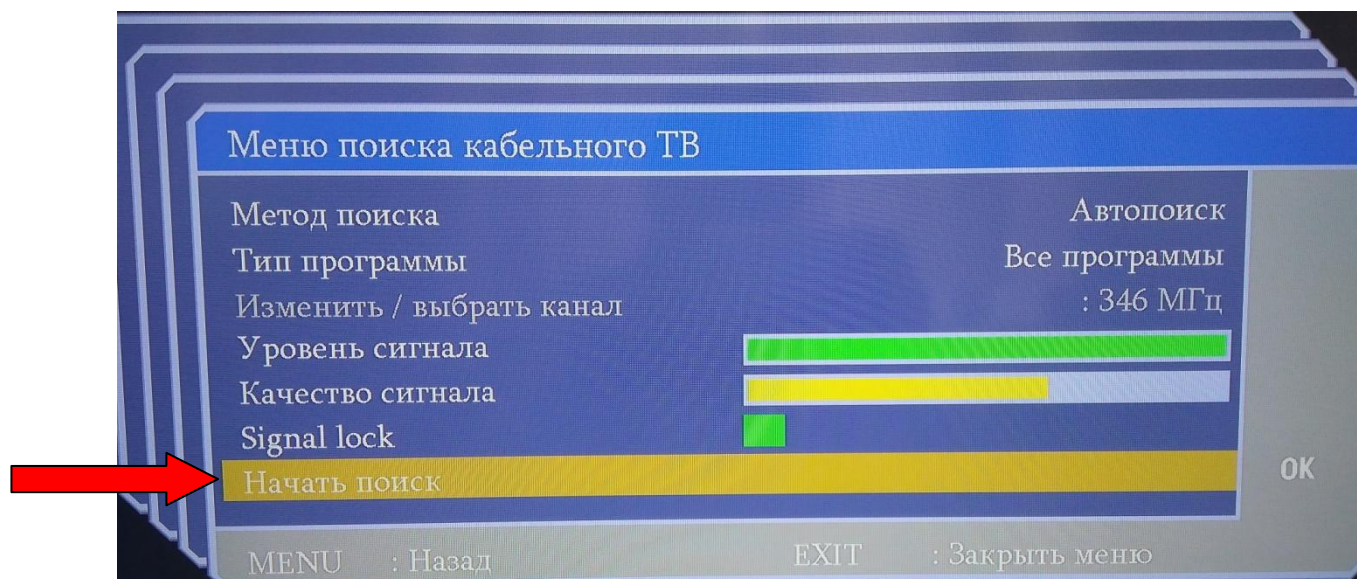 Меню поиска кабельного ТВ
Метод поиска Автопоиск
Тип программы Все программы
Изменить / выбрать канал : 346 МГц
Уровень сигнала
Качество сигнала
Signal lock
Начать поиск OK
MENU : Назад EXIT : Закрыть меню